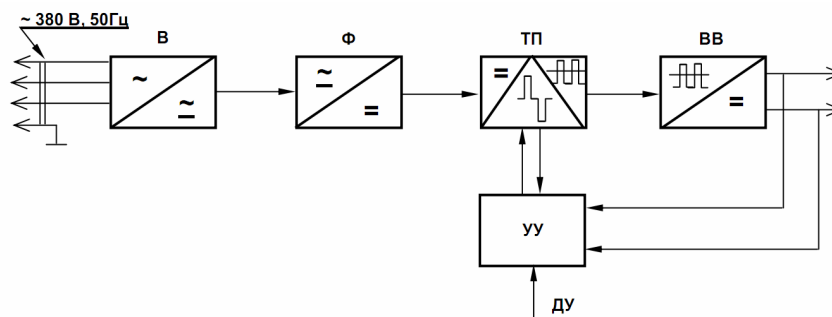 ~ 380 В, 50Гц
В
Ф
ТП
ВВ
~
~
~
=
=
=
УУ
ДУ